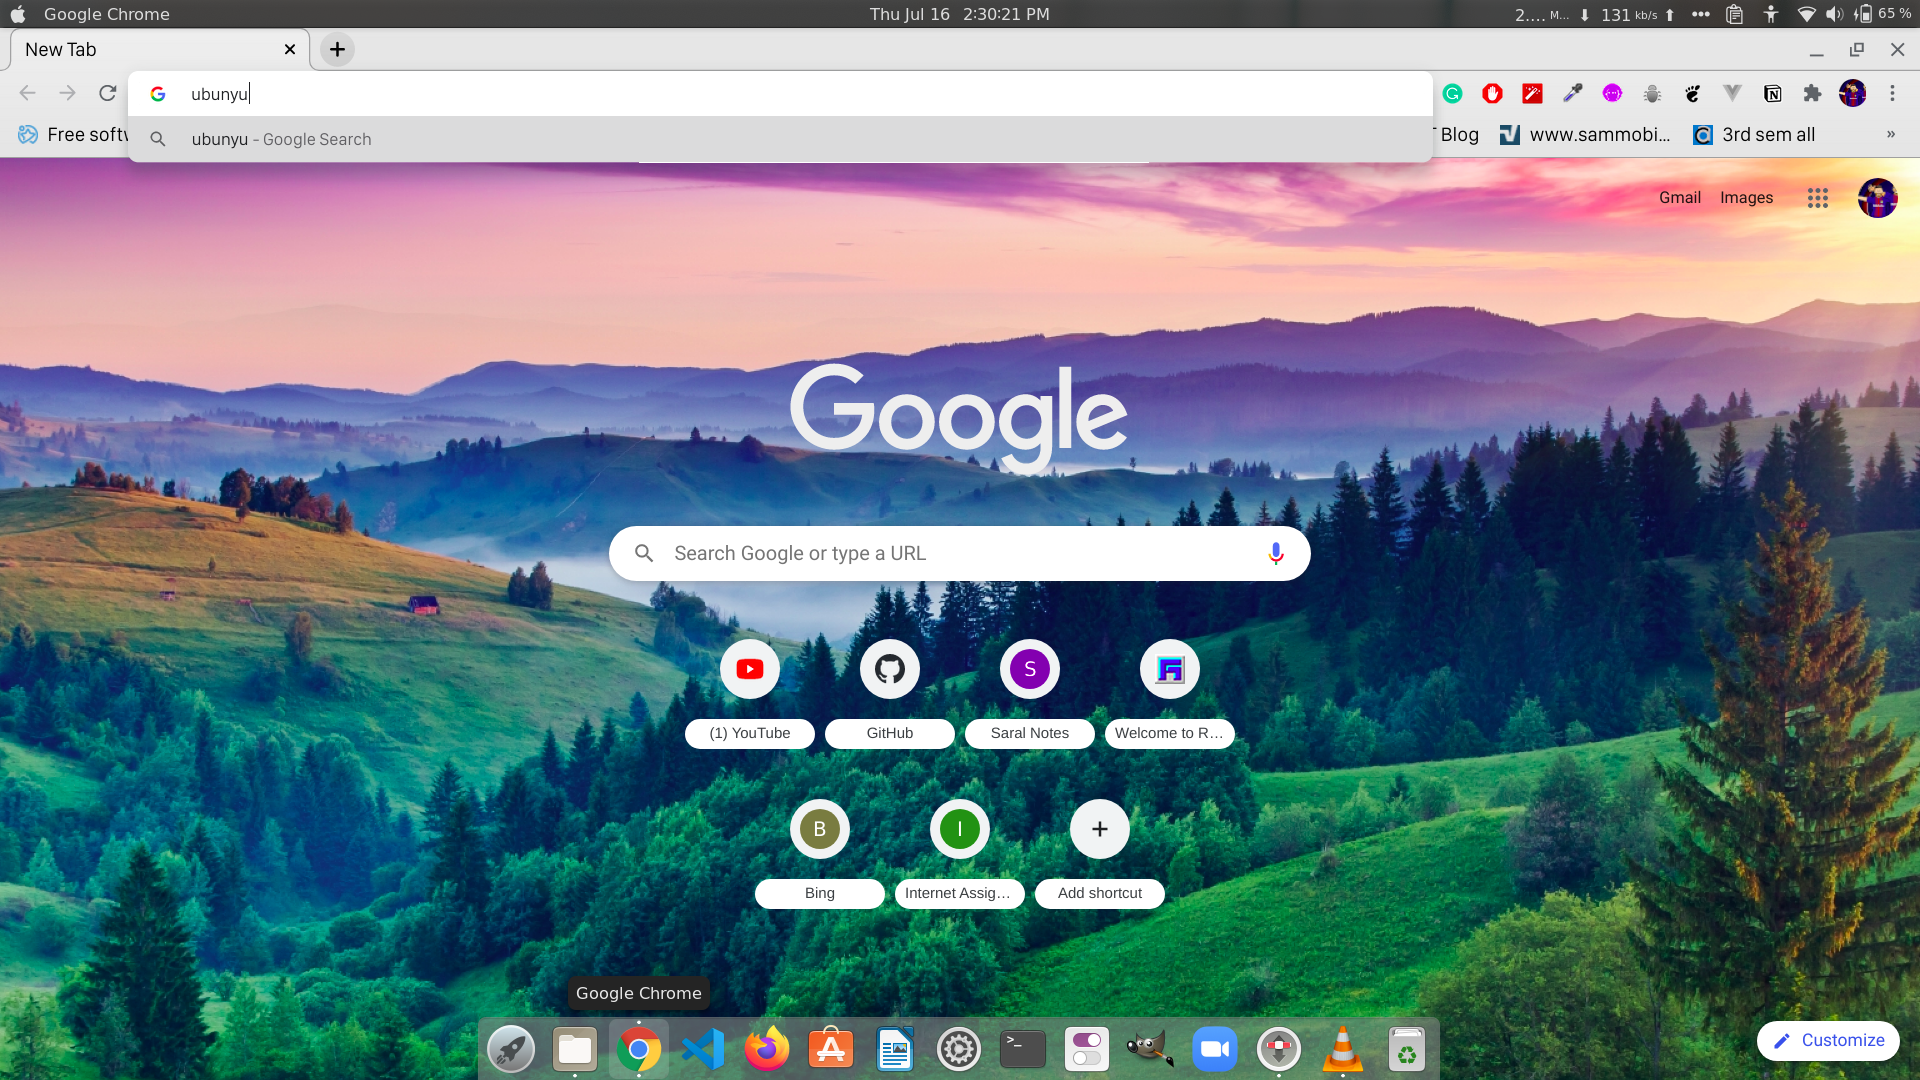 Google Chrome
Thu Jul 16 2:30:21 PM
2.... M... ⬇ 131 kb/s ⬆ ••• 65 %
New Tab
ubunyu
ubunyu - Google Search
Free softw
Blog
www.sammobi...
3rd sem all
»
Gmail
Images
Google
Search Google or type a URL
S
(1) YouTube
GitHub
Saral Notes
Welcome to R...
B
I
Bing
Internet Assig...
Add shortcut
Google Chrome
>_
Customize